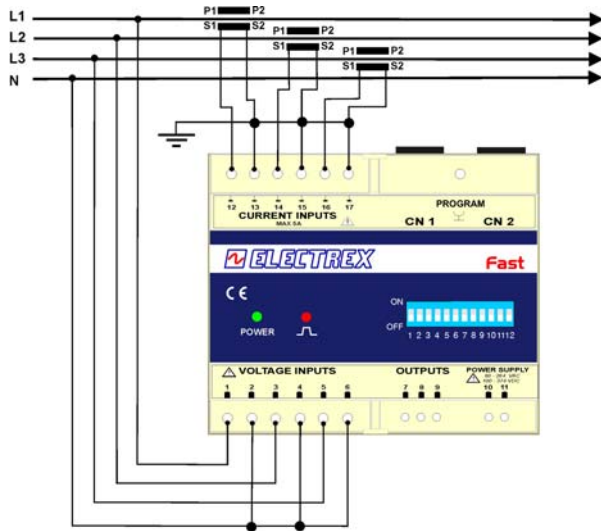 L1
P1 P2
L2
S1 S2
P1 P2
L3
S1 S2
P1 P2
N
S1 S2
12 13 14 15 16 17
CURRENT INPUTS
MAX 5A
PROGRAM
CN 1 CN 2
ELECTREX
Fast
CE
POWER
ON
OFF
1 2 3 4 5 6 7 8 9 10 11 12
VOLTAGE INPUTS
OUTPUTS
POWER SUPPLY
1 2 3 4 5 6
7 8 9
10 11